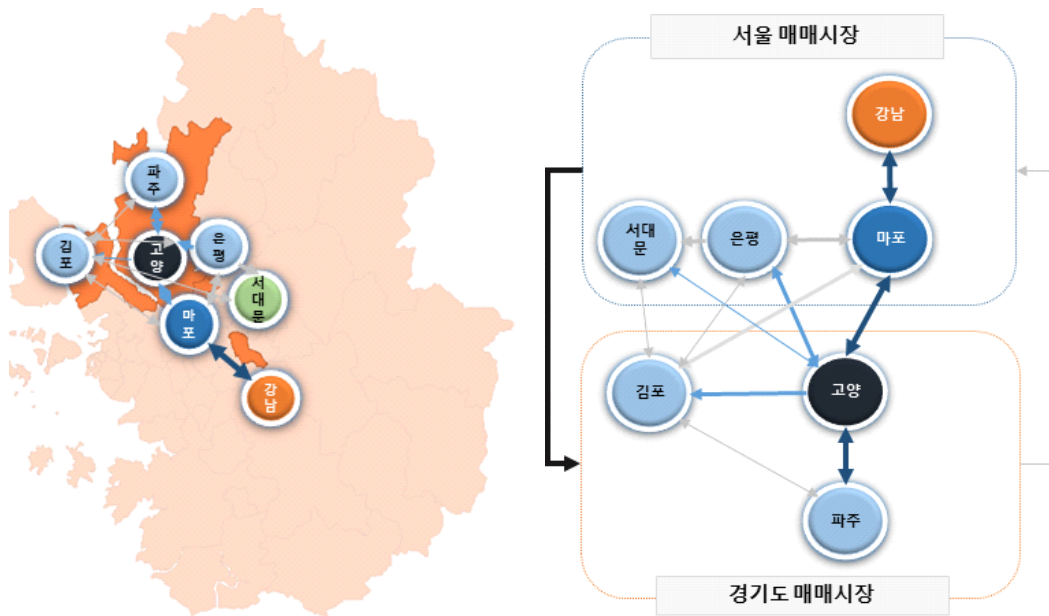 파
주
김
포
고
양
은
평
서
대
문
마
포
강
남
서울 매매시장
강남
서대
문
은평
마포
김포
고양
파주
경기도 매매시장